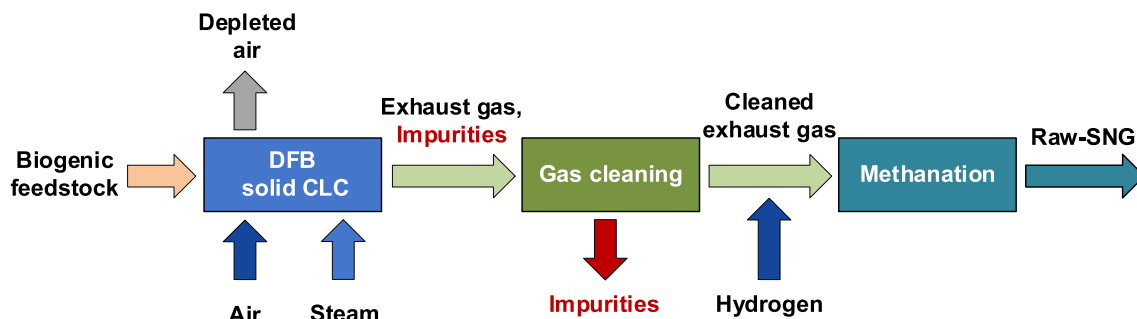 Depleted
air
Exhaust gas,
Impurities
Cleaned
exhaust gas
Raw-SNG
Biogenic
feedstock
DFB
solid CLC
Gas cleaning
Methanation
Air
Steam
Impurities
Hydrogen